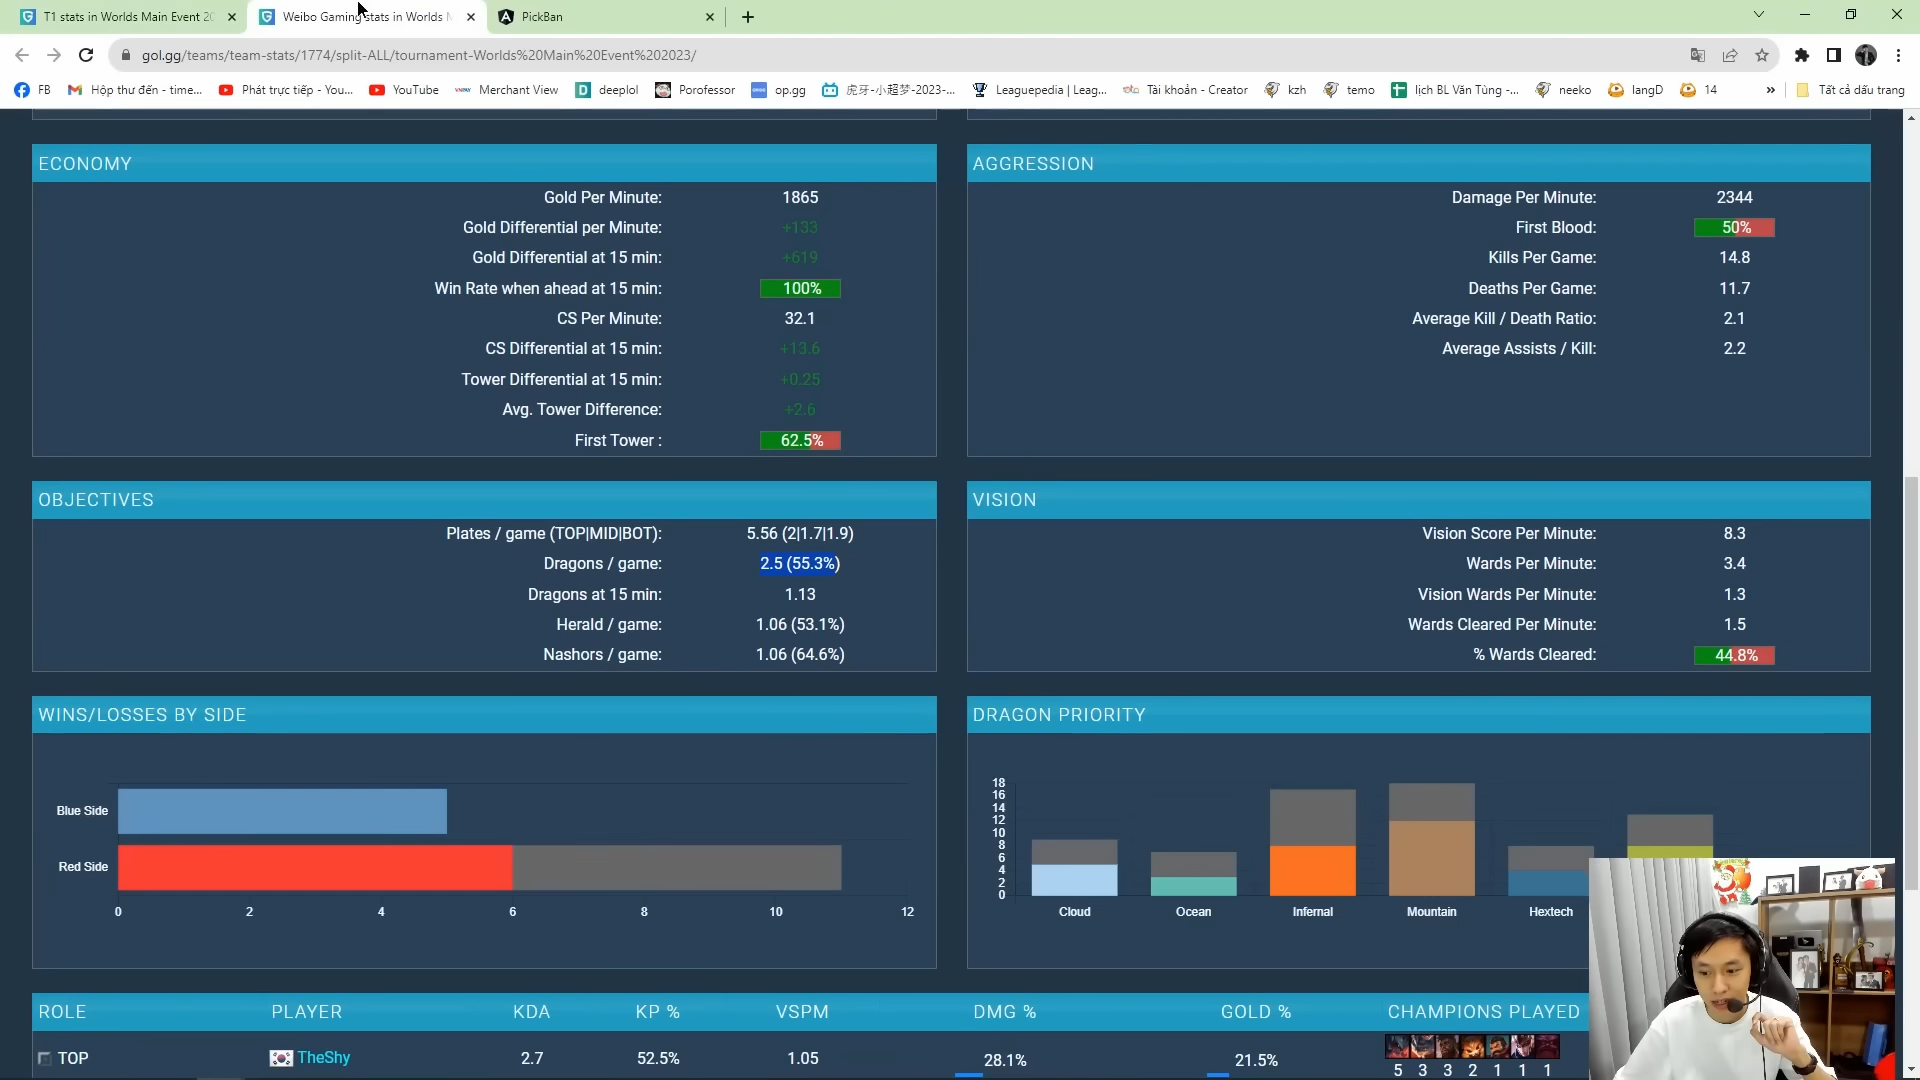 T1 stats in Worlds Main Event 20
Weibo Gaming stats in Worlds M
PickBan
gol.gg/teams/team-stats/1774/split-ALL/tournament-Worlds%20Main%20Event%202023/
FB
Hộp thư đến - time...
Phát trực tiếp - You...
YouTube
Merchant View
deeplol
Porofessor
op.gg
虎牙-小超梦-2023-...
Leaguepedia | Leag...
Tài khoản - Creator
kzh
temo
lịch BL Văn Tùng -...
neeko
langD
14
»
Tất cả dấu trang
ECONOMY
Gold Per Minute: 1865
Gold Differential per Minute: +133
Gold Differential at 15 min: +619
Win Rate when ahead at 15 min: 100%
CS Per Minute: 32.1
CS Differential at 15 min: +13.6
Tower Differential at 15 min: +0.25
Avg. Tower Difference: +2.6
First Tower : 62.5%
AGGRESSION
Damage Per Minute: 2344
First Blood: 50%
Kills Per Game: 14.8
Deaths Per Game: 11.7
Average Kill / Death Ratio: 2.1
Average Assists / Kill: 2.2
OBJECTIVES
Plates / game (TOP|MID|BOT): 5.56 (2|1.7|1.9)
Dragons / game: 2.5 (55.3%)
Dragons at 15 min: 1.13
Herald / game: 1.06 (53.1%)
Nashors / game: 1.06 (64.6%)
VISION
Vision Score Per Minute: 8.3
Wards Per Minute: 3.4
Vision Wards Per Minute: 1.3
Wards Cleared Per Minute: 1.5
% Wards Cleared: 44.8%
WINS/LOSSES BY SIDE
Blue Side
Red Side
0 2 4 6 8 10 12
DRAGON PRIORITY
18
16
14
12
10
8
6
4
2
0
Cloud Ocean Infernal Mountain Hextech
ROLE PLAYER KDA KP % VSPM DMG % GOLD % CHAMPIONS PLAYED
TOP TheShy 2.7 52.5% 1.05 28.1% 21.5%
5 3 3 2 1 1 1